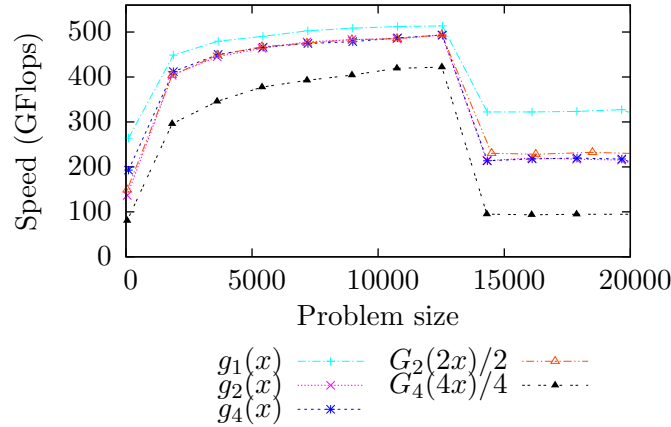 500
400
300
200
100
0
Speed (GFlops)
0 5000 10000 15000 20000
Problem size
g₁(x) G₂(2x)/2
g₂(x) G₄(4x)/4
g₄(x)